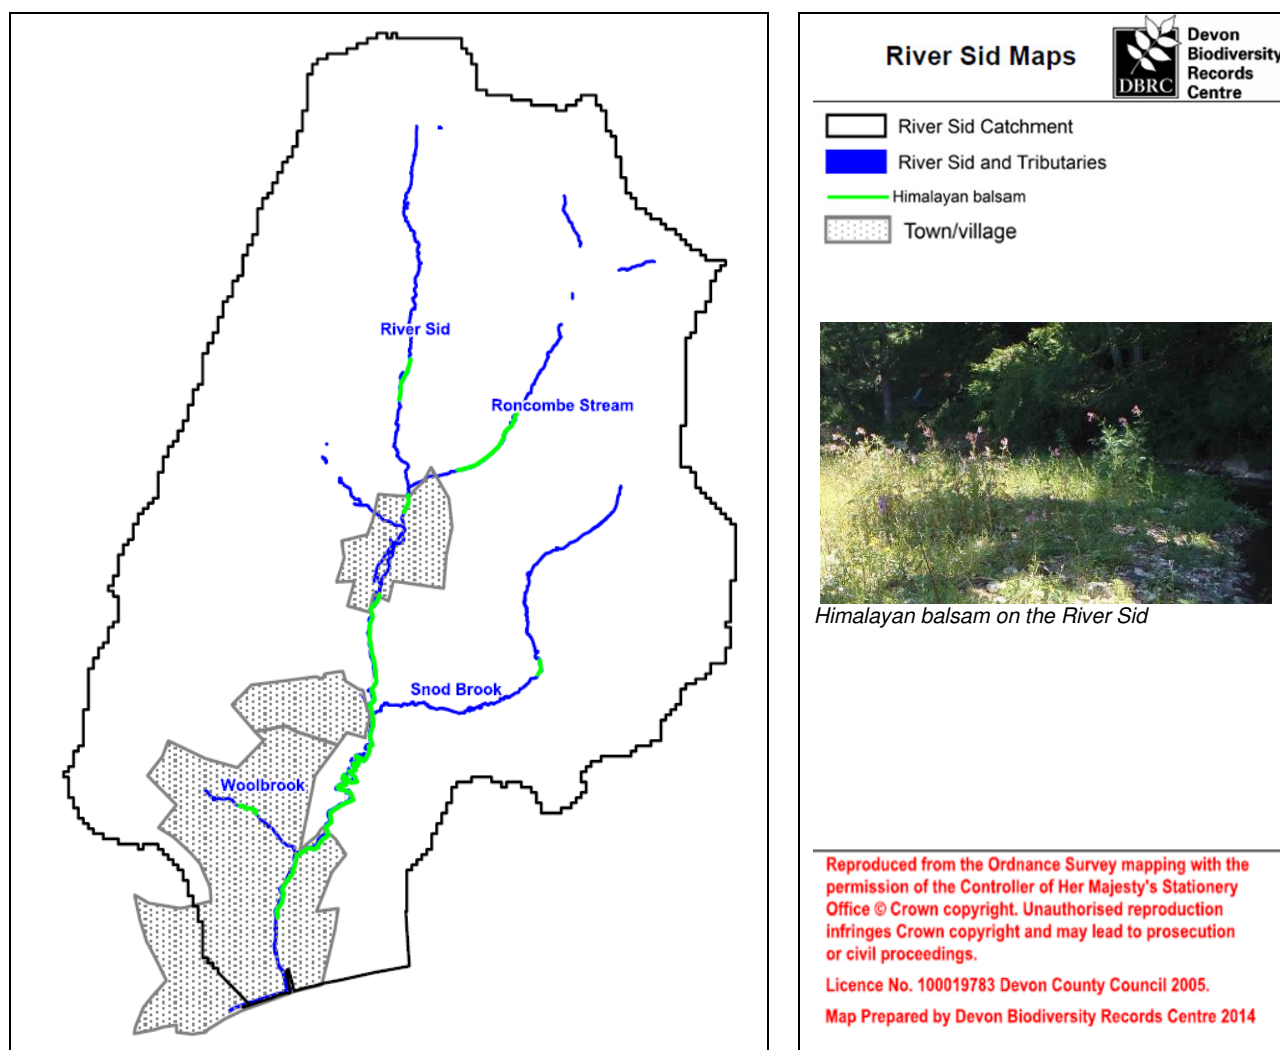 River Sid
Roncombe Stream
Snod Brook
Woolbrook
River Sid Maps
DBRC
Devon
Biodiversity
Records
Centre
River Sid Catchment
River Sid and Tributaries
Himalayan balsam
Town/village
Himalayan balsam on the River Sid
Reproduced from the Ordnance Survey mapping with the
permission of the Controller of Her Majesty's Stationery
Office © Crown copyright. Unauthorised reproduction
infringes Crown copyright and may lead to prosecution
or civil proceedings.
Licence No. 100019783 Devon County Council 2005.
Map Prepared by Devon Biodiversity Records Centre 2014